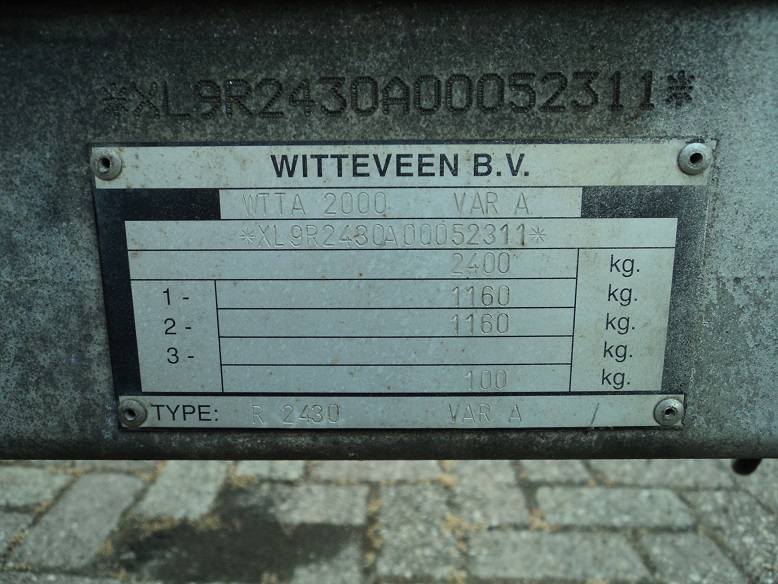 *XL9R2430A00052311*
WITTEVEEN B.V.
WTTA 2000 VAR A
*XL9R2430A00052311*
2400 kg.
1- 1160 kg.
2- 1160 kg.
3- kg.
100 kg.
TYPE: R 2430 VAR A /